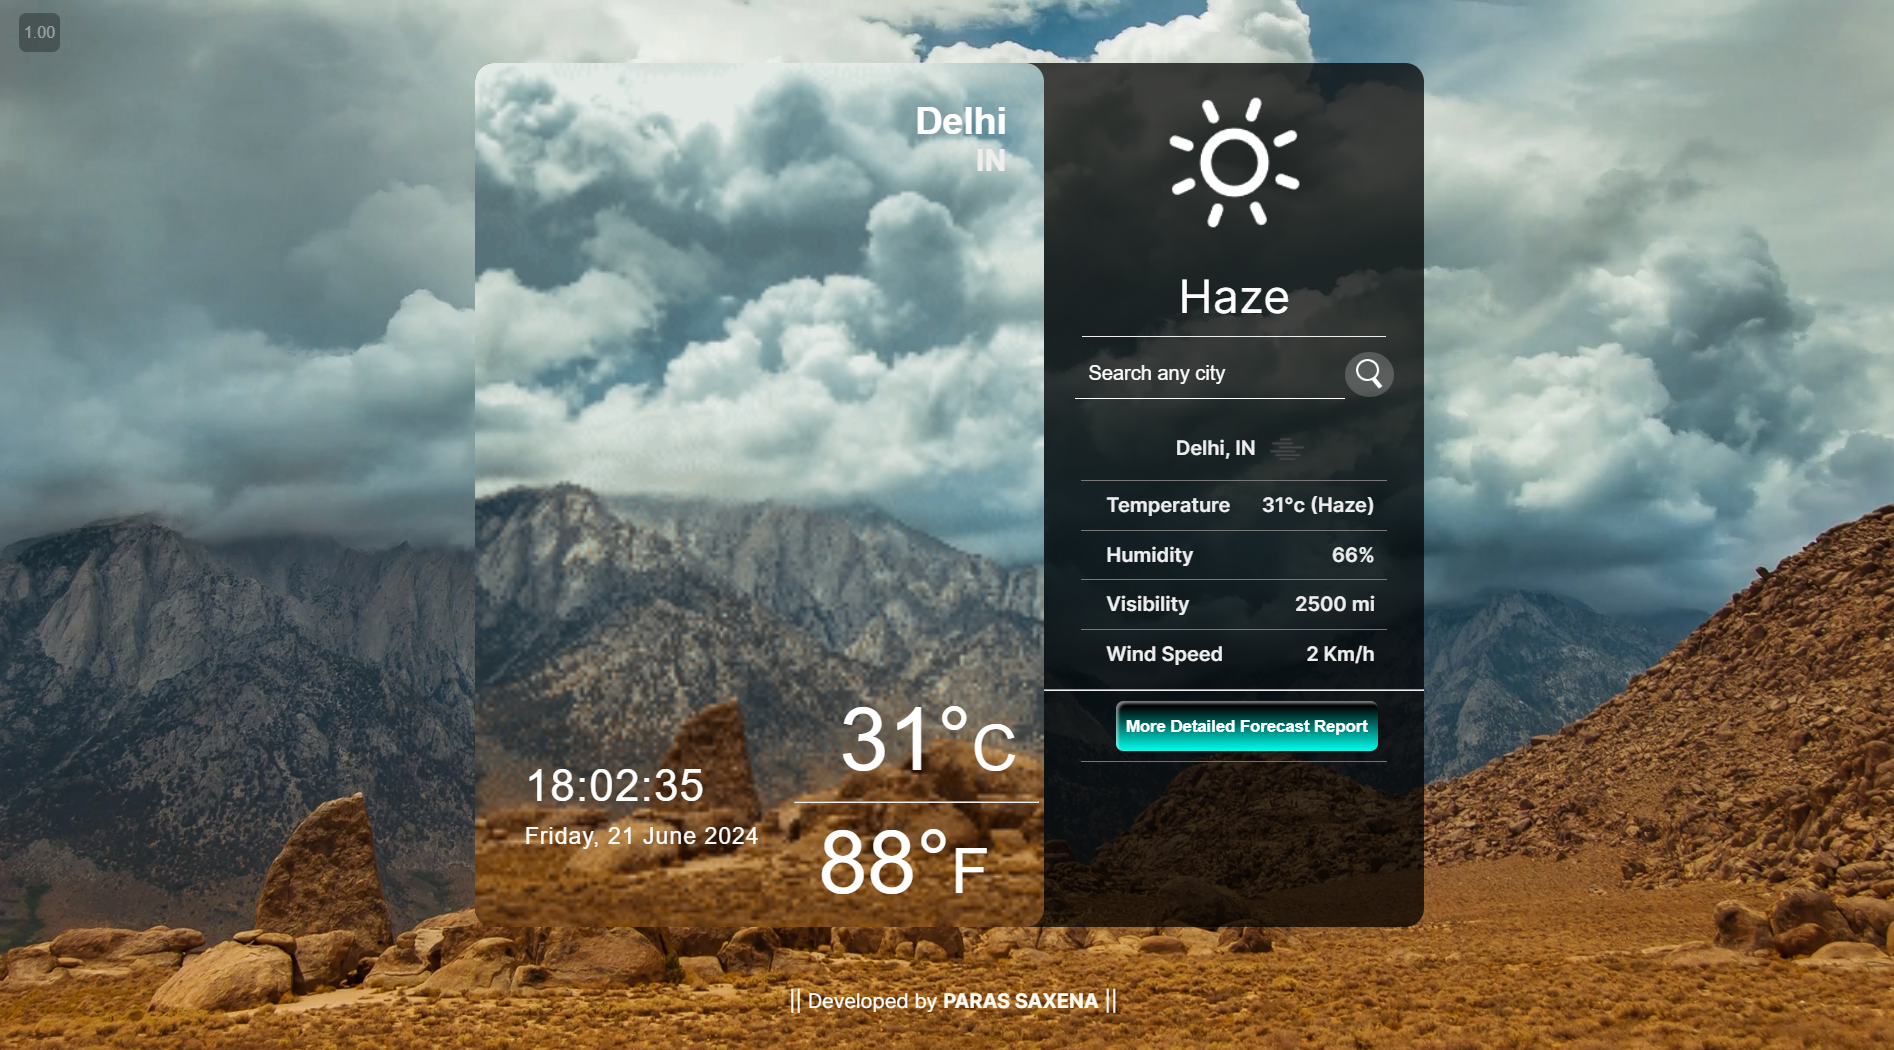 1.00
Delhi
IN
18:02:35
Friday, 21 June 2024
31°C
88°F
Haze
Search any city
Delhi, IN
Temperature 31°c (Haze)
Humidity 66%
Visibility 2500 mi
Wind Speed 2 Km/h
More Detailed Forecast Report
|| Developed by PARAS SAXENA ||